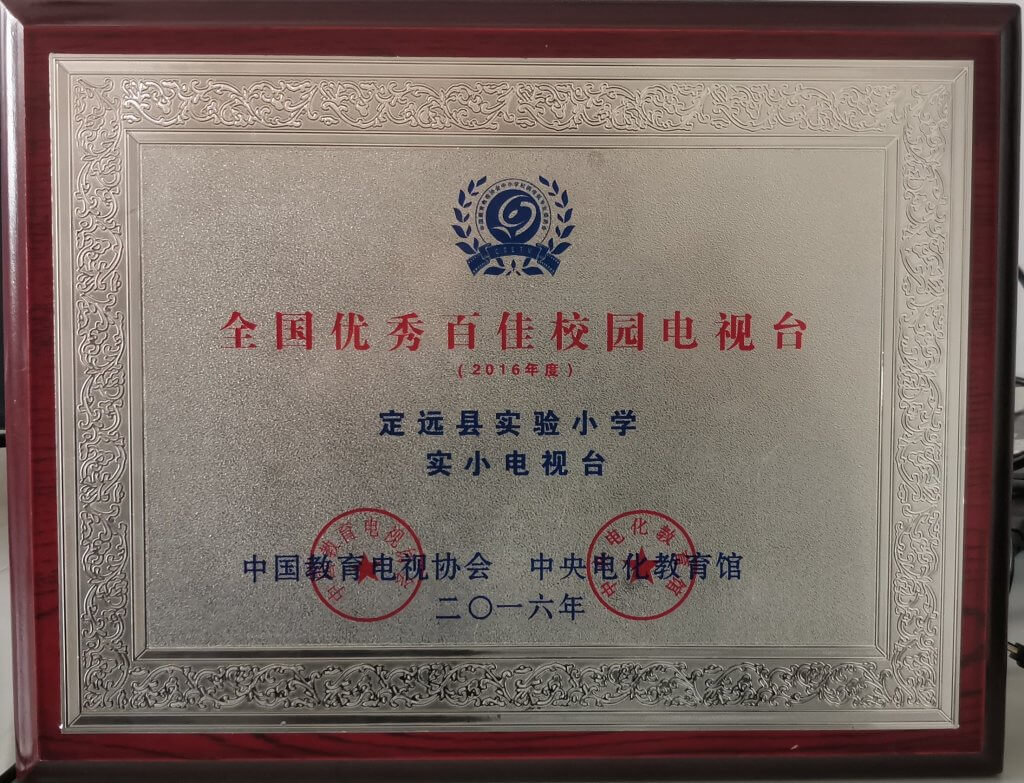 全国优秀百佳校园电视台
（2016年度）
定远县实验小学
实小电视台
中国教育电视协会 中央电化教育馆
二〇一六年